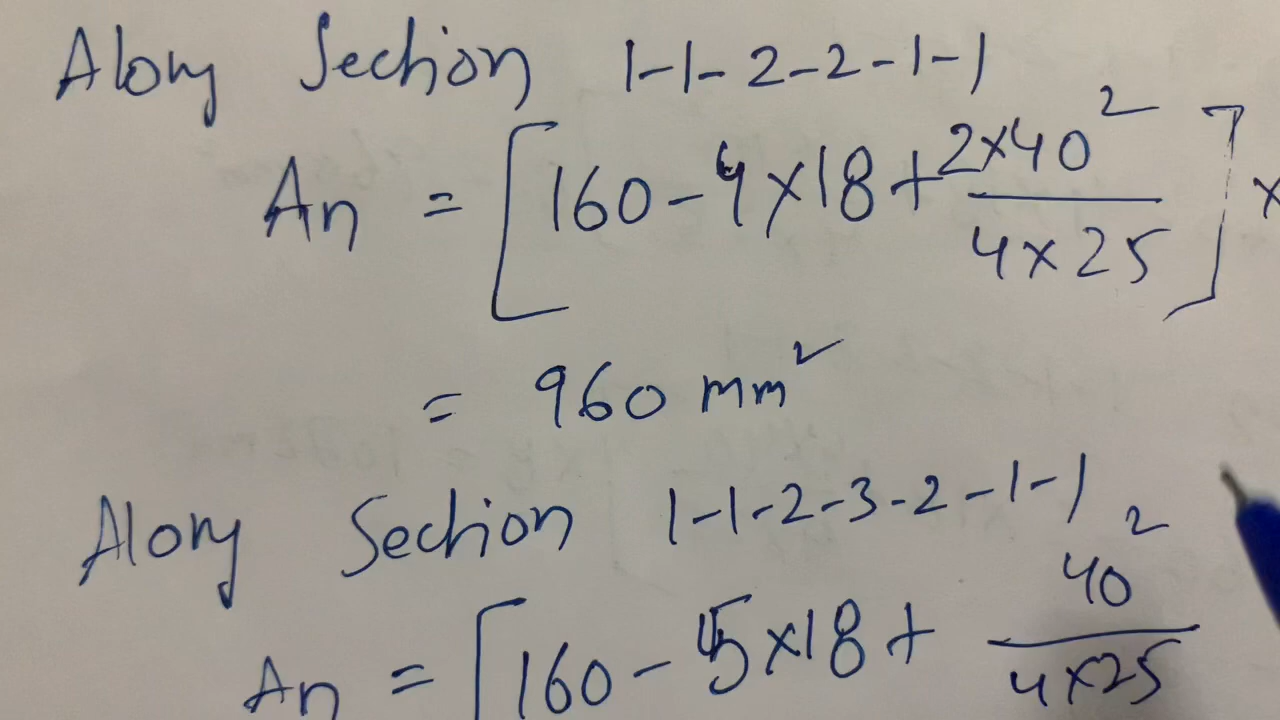 Along Section 1-1-2-2-1-1
An = [160-4×18+2×40²/4×25]×
= 960 mm²
Along Section 1-1-2-3-2-1-1
An = [160-5×18+40²/4×25